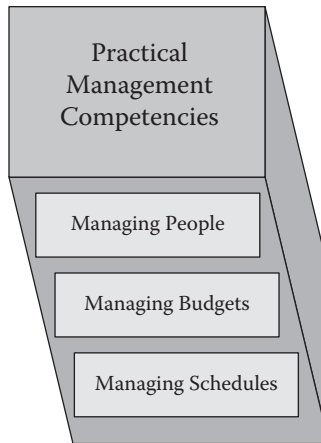 Practical
Management
Competencies
Managing People
Managing Budgets
Managing Schedules